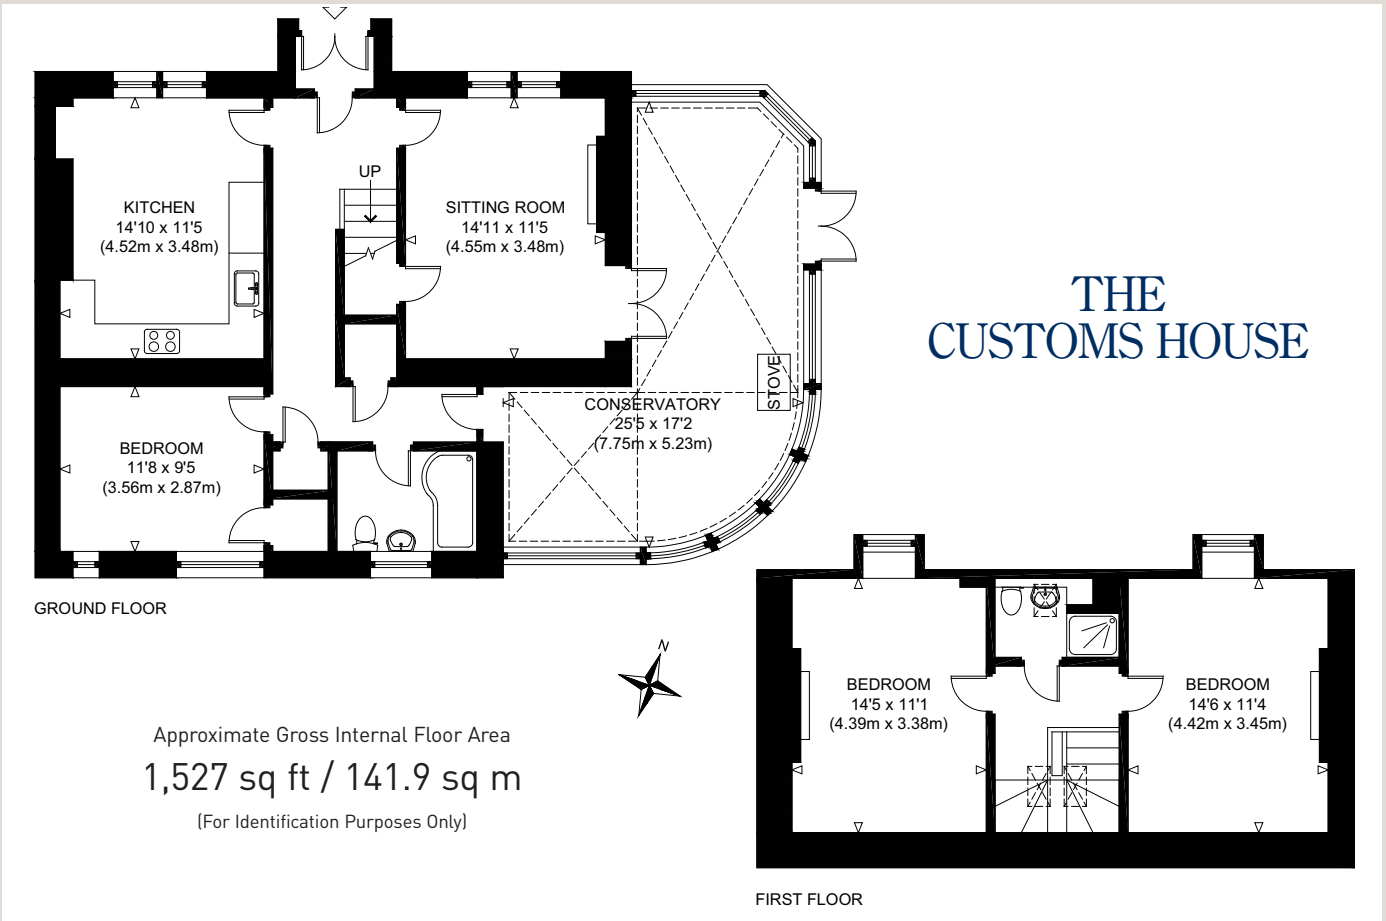 UP
KITCHEN
14'10 x 11'5
(4.52m x 3.48m)
SITTING ROOM
14'11 x 11'5
(4.55m x 3.48m)
THE
CUSTOMS HOUSE
STOVE
CONSERVATORY
25'5 x 17'2
(7.75m x 5.23m)
BEDROOM
11'8 x 9'5
(3.56m x 2.87m)
GROUND FLOOR
N
BEDROOM
14'5 x 11'1
(4.39m x 3.38m)
BEDROOM
14'6 x 11'4
(4.42m x 3.45m)
Approximate Gross Internal Floor Area
1,527 sq ft / 141.9 sq m
(For Identification Purposes Only)
FIRST FLOOR